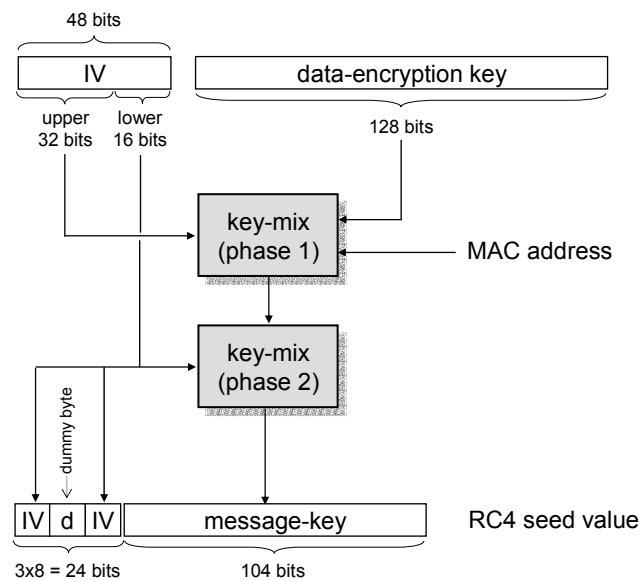 48 bits
IV
data-encryption key
upper
32 bits
lower
16 bits
128 bits
key-mix
(phase 1)
MAC address
key-mix
(phase 2)
dummy byte
IV d IV
message-key
RC4 seed value
3x8 = 24 bits
104 bits